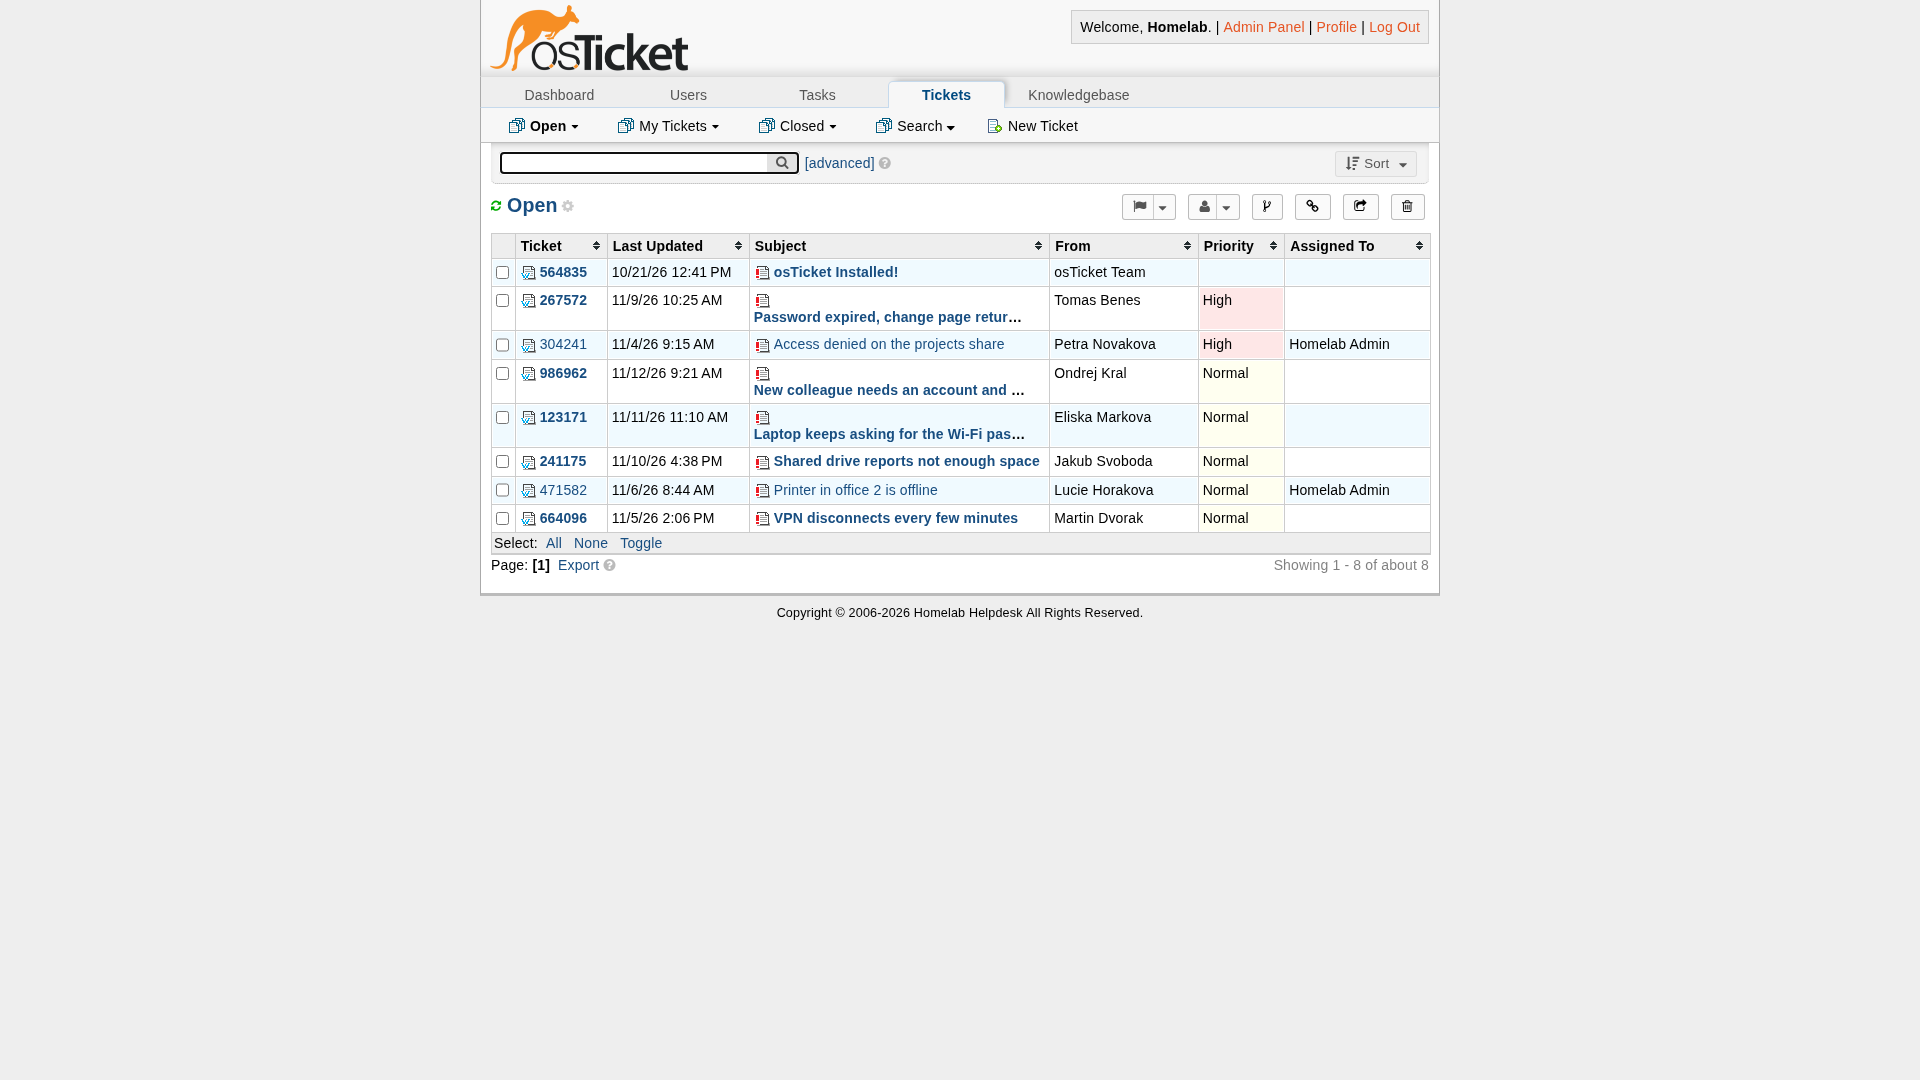 osTicket
Welcome, Homelab. | Admin Panel | Profile | Log Out
Dashboard Users Tasks Tickets Knowledgebase
Open My Tickets Closed Search New Ticket
[advanced] Sort
Open
Ticket Last Updated Subject From Priority Assigned To
564835 10/21/26 12:41 PM osTicket Installed! osTicket Team
267572 11/9/26 10:25 AM Password expired, change page retur... Tomas Benes High
304241 11/4/26 9:15 AM Access denied on the projects share Petra Novakova High Homelab Admin
986962 11/12/26 9:21 AM New colleague needs an account and ... Ondrej Kral Normal
123171 11/11/26 11:10 AM Laptop keeps asking for the Wi-Fi pas... Eliska Markova Normal
241175 11/10/26 4:38 PM Shared drive reports not enough space Jakub Svoboda Normal
471582 11/6/26 8:44 AM Printer in office 2 is offline Lucie Horakova Normal Homelab Admin
664096 11/5/26 2:06 PM VPN disconnects every few minutes Martin Dvorak Normal
Select: All None Toggle
Page: [1] Export Showing 1 - 8 of about 8
Copyright © 2006-2026 Homelab Helpdesk All Rights Reserved.